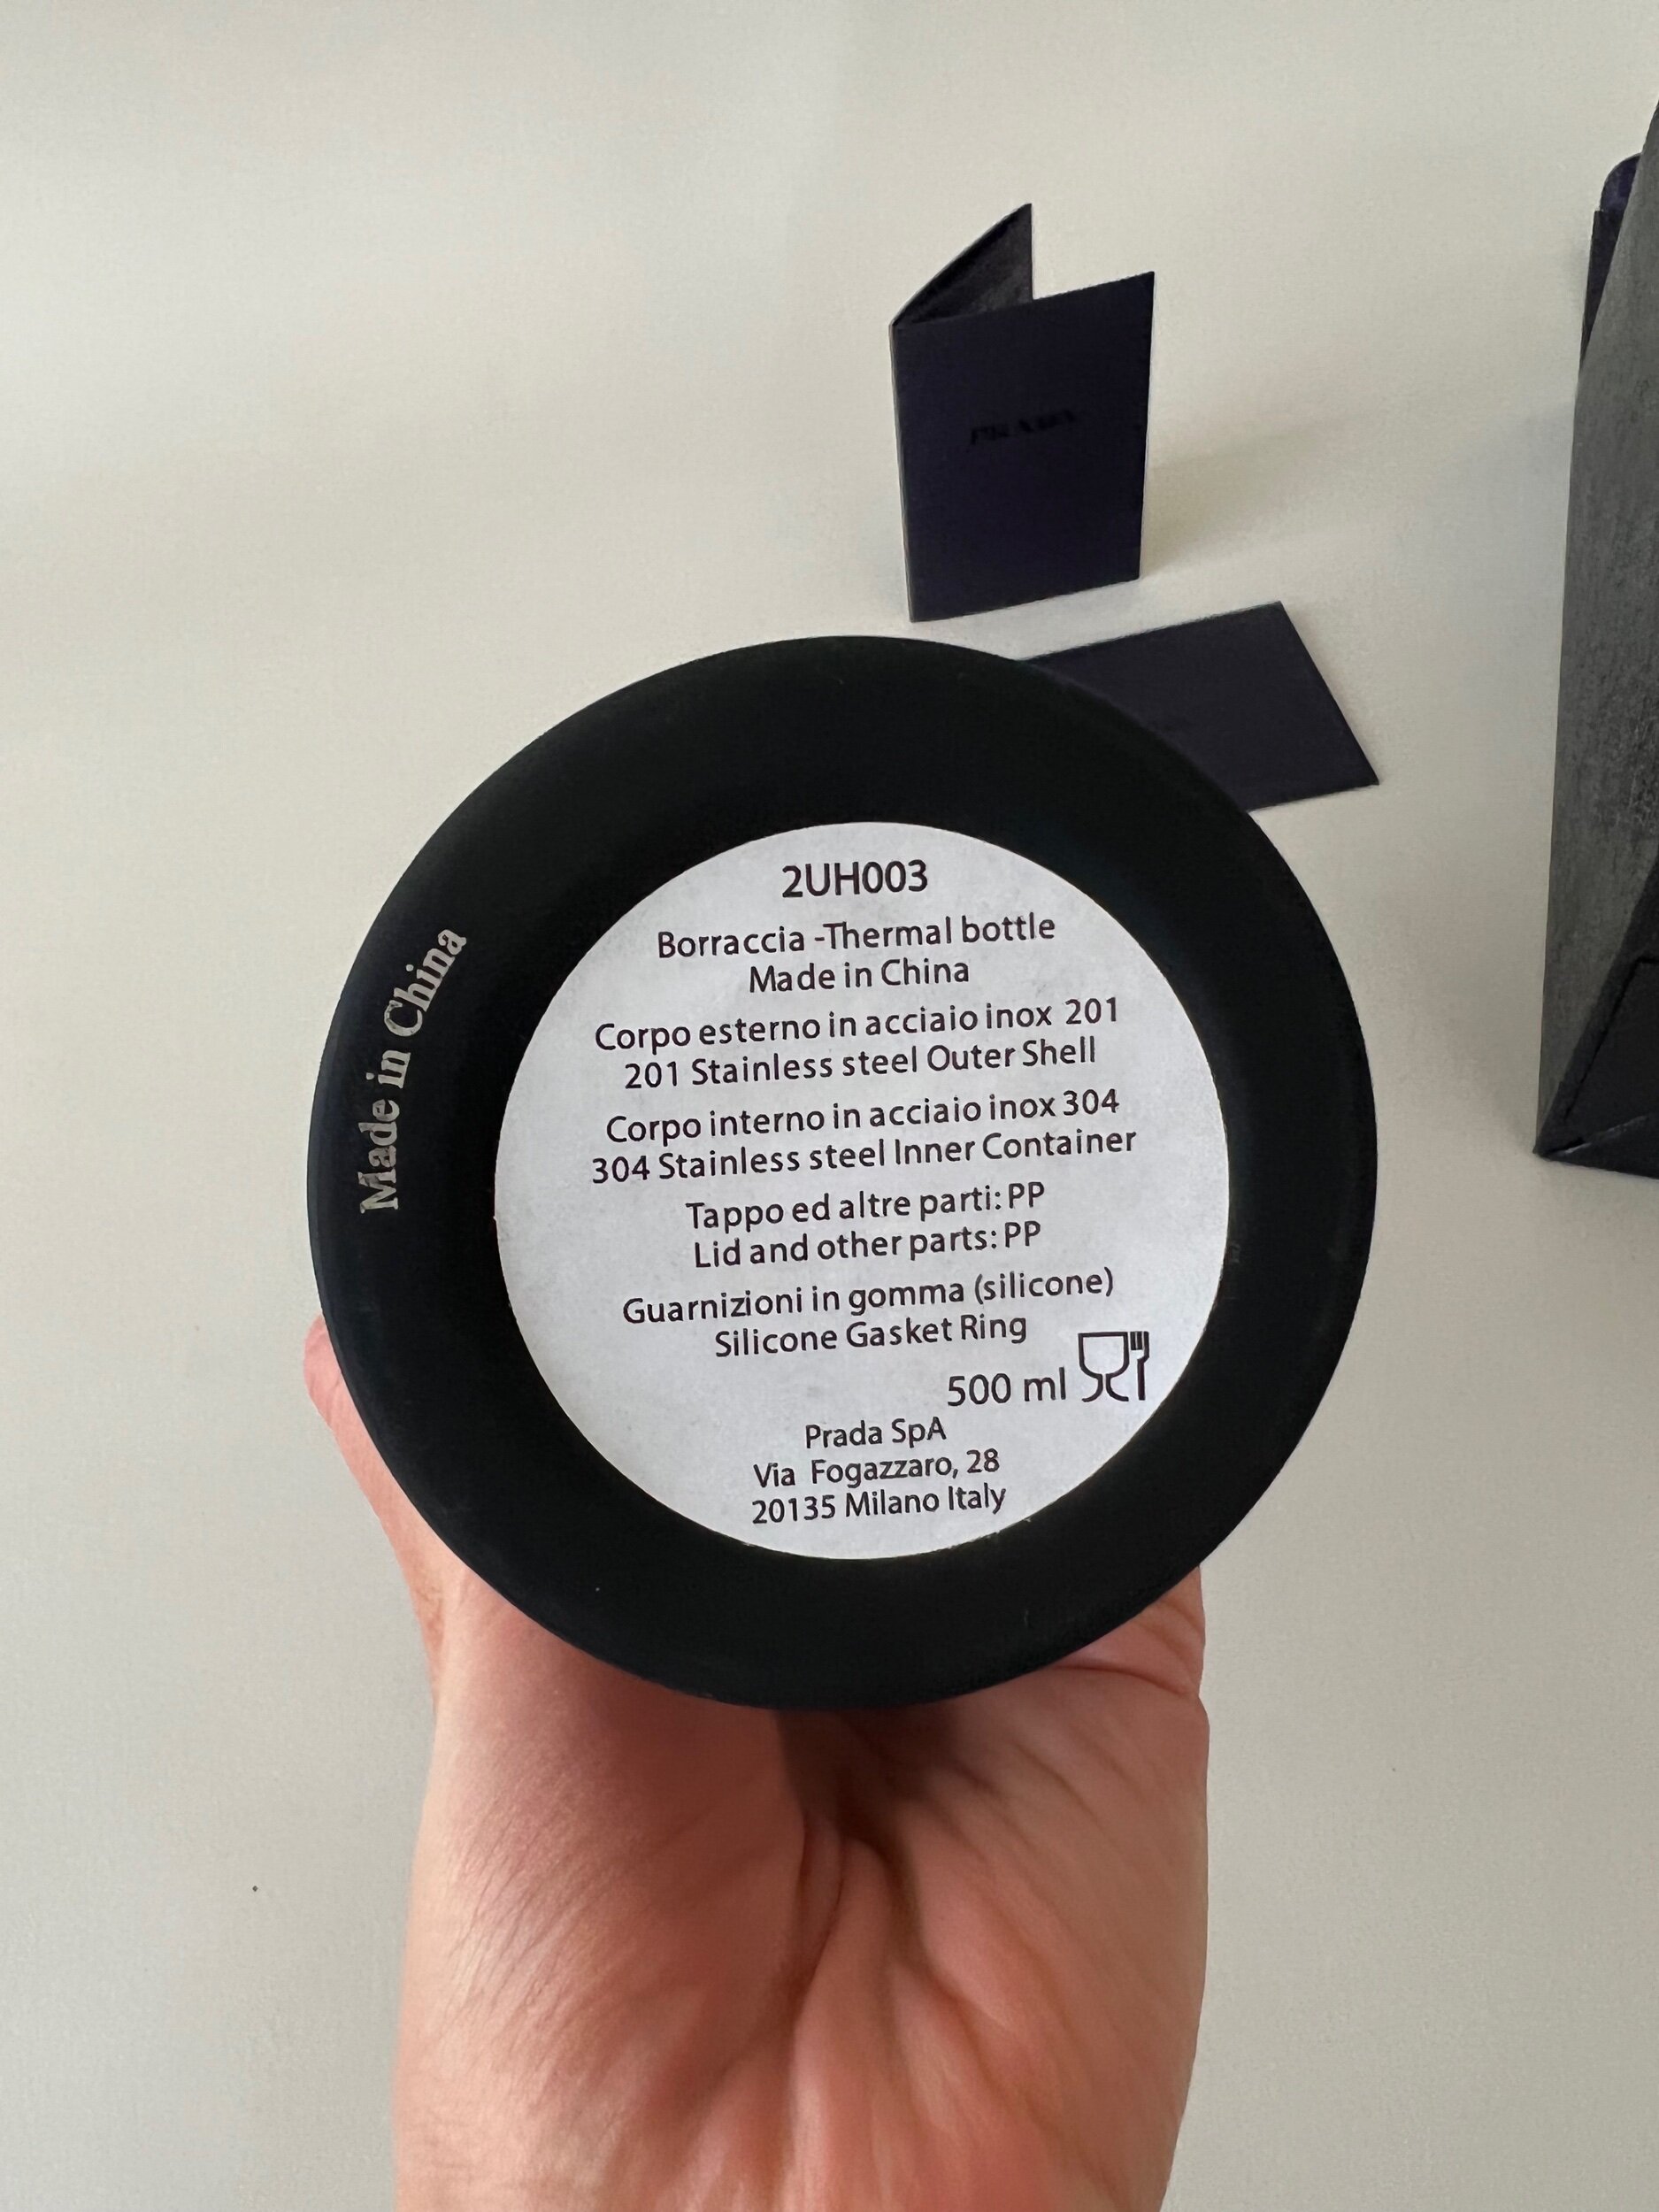 PRADA
2UH003
Borraccia -Thermal bottle
Made in China
Corpo esterno in acciaio inox 201
201 Stainless steel Outer Shell
Corpo interno in acciaio inox 304
304 Stainless steel Inner Container
Tappo ed altre parti: PP
Lid and other parts: PP
Guarnizioni in gomma (silicone)
Silicone Gasket Ring
500 ml
Prada SpA
Via Fogazzaro, 28
20135 Milano Italy
Made in China